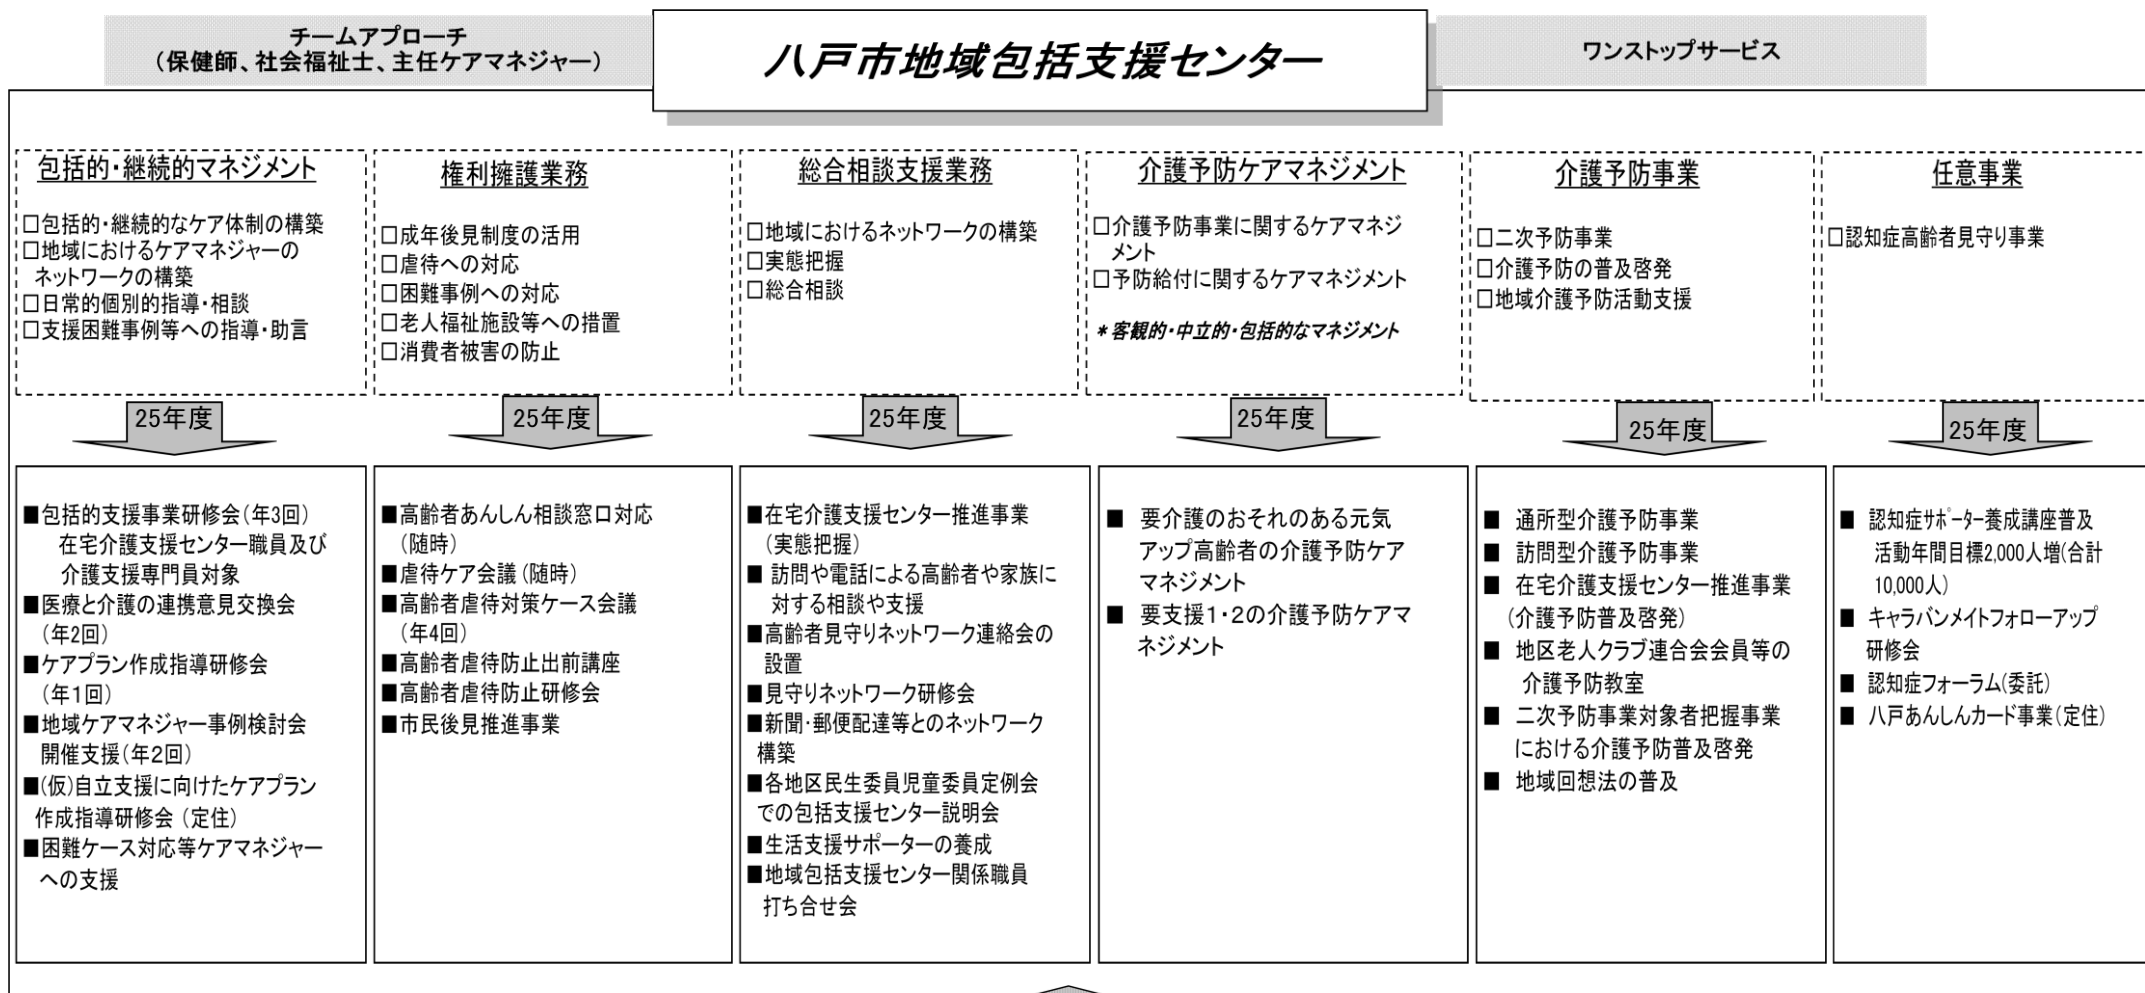 チームアプローチ
（保健師、社会福祉士、主任ケアマネジャー）
八戸市地域包括支援センター
ワンストップサービス
包括的・継続的マネジメント
□包括的・継続的なケア体制の構築
□地域におけるケアマネジャーの
ネットワークの構築
□日常的個別的指導・相談
□支援困難事例等への指導・助言
権利擁護業務
□成年後見制度の活用
□虐待への対応
□困難事例への対応
□老人福祉施設等への措置
□消費者被害の防止
総合相談支援業務
□地域におけるネットワークの構築
□実態把握
□総合相談
介護予防ケアマネジメント
□介護予防事業に関するケアマネジ
メント
□予防給付に関するケアマネジメント
＊客観的・中立的・包括的なマネジメント
介護予防事業
□二次予防事業
□介護予防の普及啓発
□地域介護予防活動支援
任意事業
□認知症高齢者見守り事業
25年度
25年度
25年度
25年度
25年度
25年度
■包括的支援事業研修会（年3回）
在宅介護支援センター職員及び
介護支援専門員対象
■医療と介護の連携意見交換会
（年2回）
■ケアプラン作成指導研修会
（年1回）
■地域ケアマネジャー事例検討会
開催支援（年2回）
■(仮)自立支援に向けたケアプラン
作成指導研修会（定住）
■困難ケース対応等ケアマネジャー
への支援
■高齢者あんしん相談窓口対応
（随時）
■虐待ケア会議（随時）
■高齢者虐待対策ケース会議
（年4回）
■高齢者虐待防止出前講座
■高齢者虐待防止研修会
■市民後見推進事業
■在宅介護支援センター推進事業
（実態把握）
■ 訪問や電話による高齢者や家族に
対する相談や支援
■高齢者見守りネットワーク連絡会の
設置
■見守りネットワーク研修会
■新聞・郵便配達等とのネットワーク
構築
■各地区民生委員児童委員定例会
での包括支援センター説明会
■生活支援サポーターの養成
■地域包括支援センター関係職員
打ち合せ会
■ 要介護のおそれのある元気
アップ高齢者の介護予防ケア
マネジメント
■ 要支援1・2の介護予防ケアマ
ネジメント
■ 通所型介護予防事業
■ 訪問型介護予防事業
■ 在宅介護支援センター推進事業
（介護予防普及啓発）
■ 地区老人クラブ連合会会員等の
介護予防教室
■ 二次予防事業対象者把握事業
における介護予防普及啓発
■ 地域回想法の普及
■ 認知症ｻﾎﾟｰﾀｰ養成講座普及
活動年間目標2,000人増(合計
10,000人)
■ キャラバンメイトフォローアップ
研修会
■ 認知症フォーラム(委託)
■ 八戸あんしんカード事業(定住)